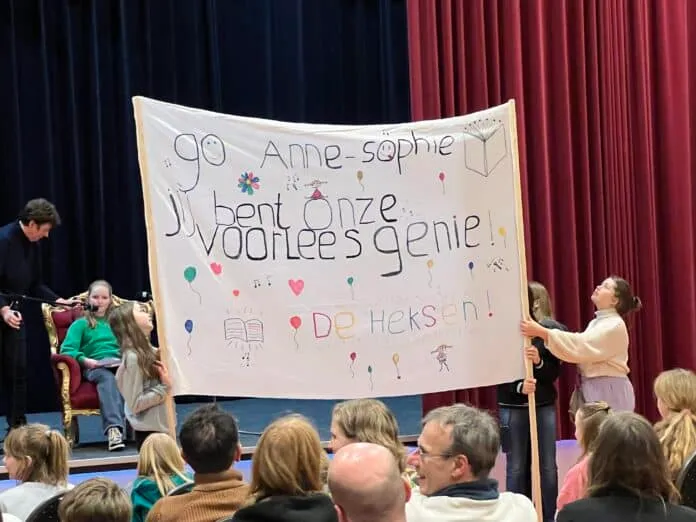 go Anne-sophie
jij bent onze
voorlees genie!
De Heksen!